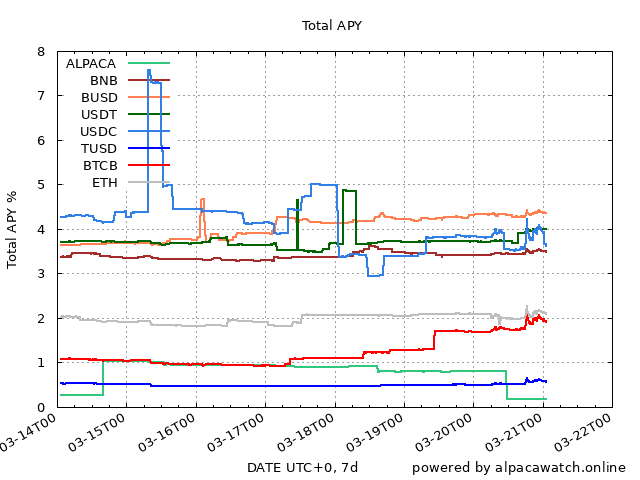 Total APY
8
7
6
5
4
3
2
1
0
Total APY %
ALPACA
BNB
BUSD
USDT
USDC
TUSD
BTCB
ETH
03-14T00
03-15T00
03-16T00
03-17T00
03-18T00
03-19T00
03-20T00
03-21T00
03-22T00
DATE UTC+0, 7d
powered by alpacawatch.online